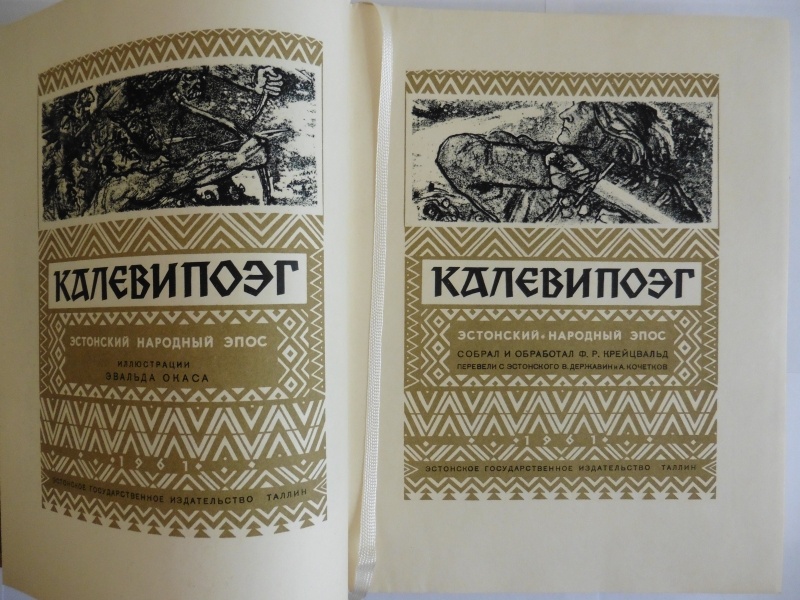 КАЛЕВИПОЭГ
ЭСТОНСКИЙ НАРОДНЫЙ ЭПОС
ИЛЛЮСТРАЦИИ
ЭВАЛЬДА ОКАСА
1961
ЭСТОНСКОЕ ГОСУДАРСТВЕННОЕ ИЗДАТЕЛЬСТВО ТАЛЛИН
КАЛЕВИПОЭГ
ЭСТОНСКИЙ • НАРОДНЫЙ ЭПОС
СОБРАЛ И ОБРАБОТАЛ Ф. Р. КРЕЙЦВАЛЬД
ПЕРЕВЕЛИ С ЭСТОНСКОГО В. ДЕРЖАВИН и А. КОЧЕТКОВ
1961
ЭСТОНСКОЕ ГОСУДАРСТВЕННОЕ ИЗДАТЕЛЬСТВО ТАЛЛИН